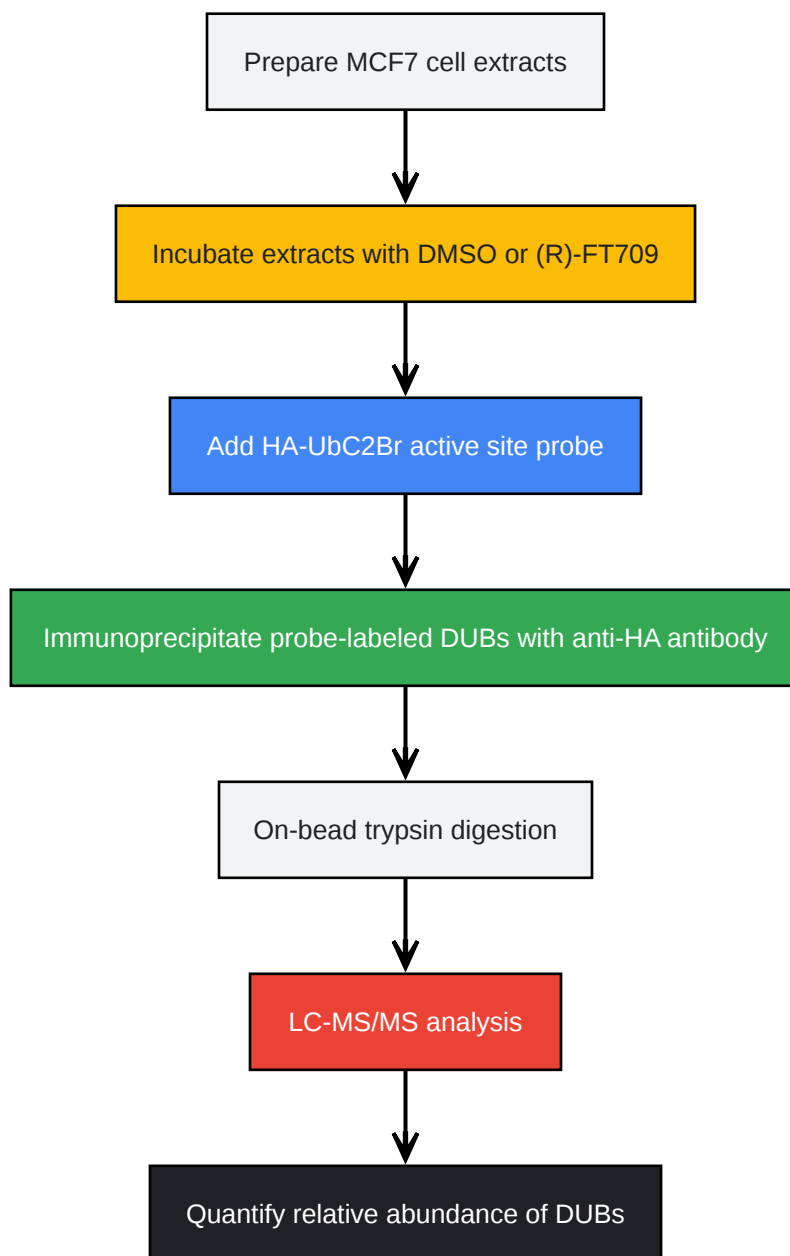 Prepare MCF7 cell extracts
Incubate extracts with DMSO or (R)-FT709
Add HA-UbC2Br active site probe
Immunoprecipitate probe-labeled DUBs with anti-HA antibody
On-bead trypsin digestion
LC-MS/MS analysis
Quantify relative abundance of DUBs